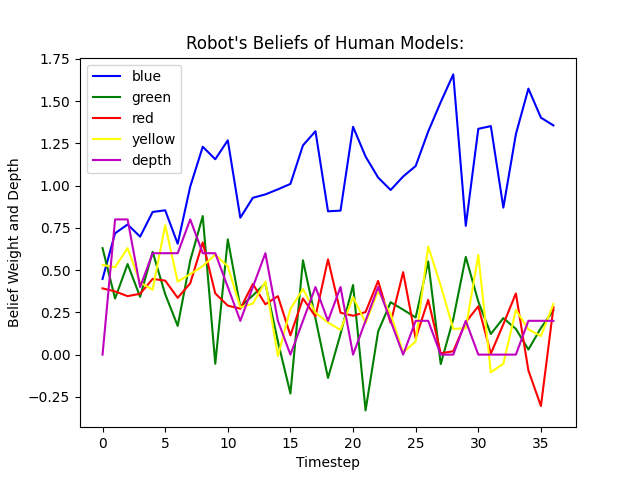 Robot's Beliefs of Human Models:
1.75
1.50
1.25
1.00
0.75
0.50
0.25
0.00
−0.25
Belief Weight and Depth
blue
green
red
yellow
depth
0 5 10 15 20 25 30 35
Timestep